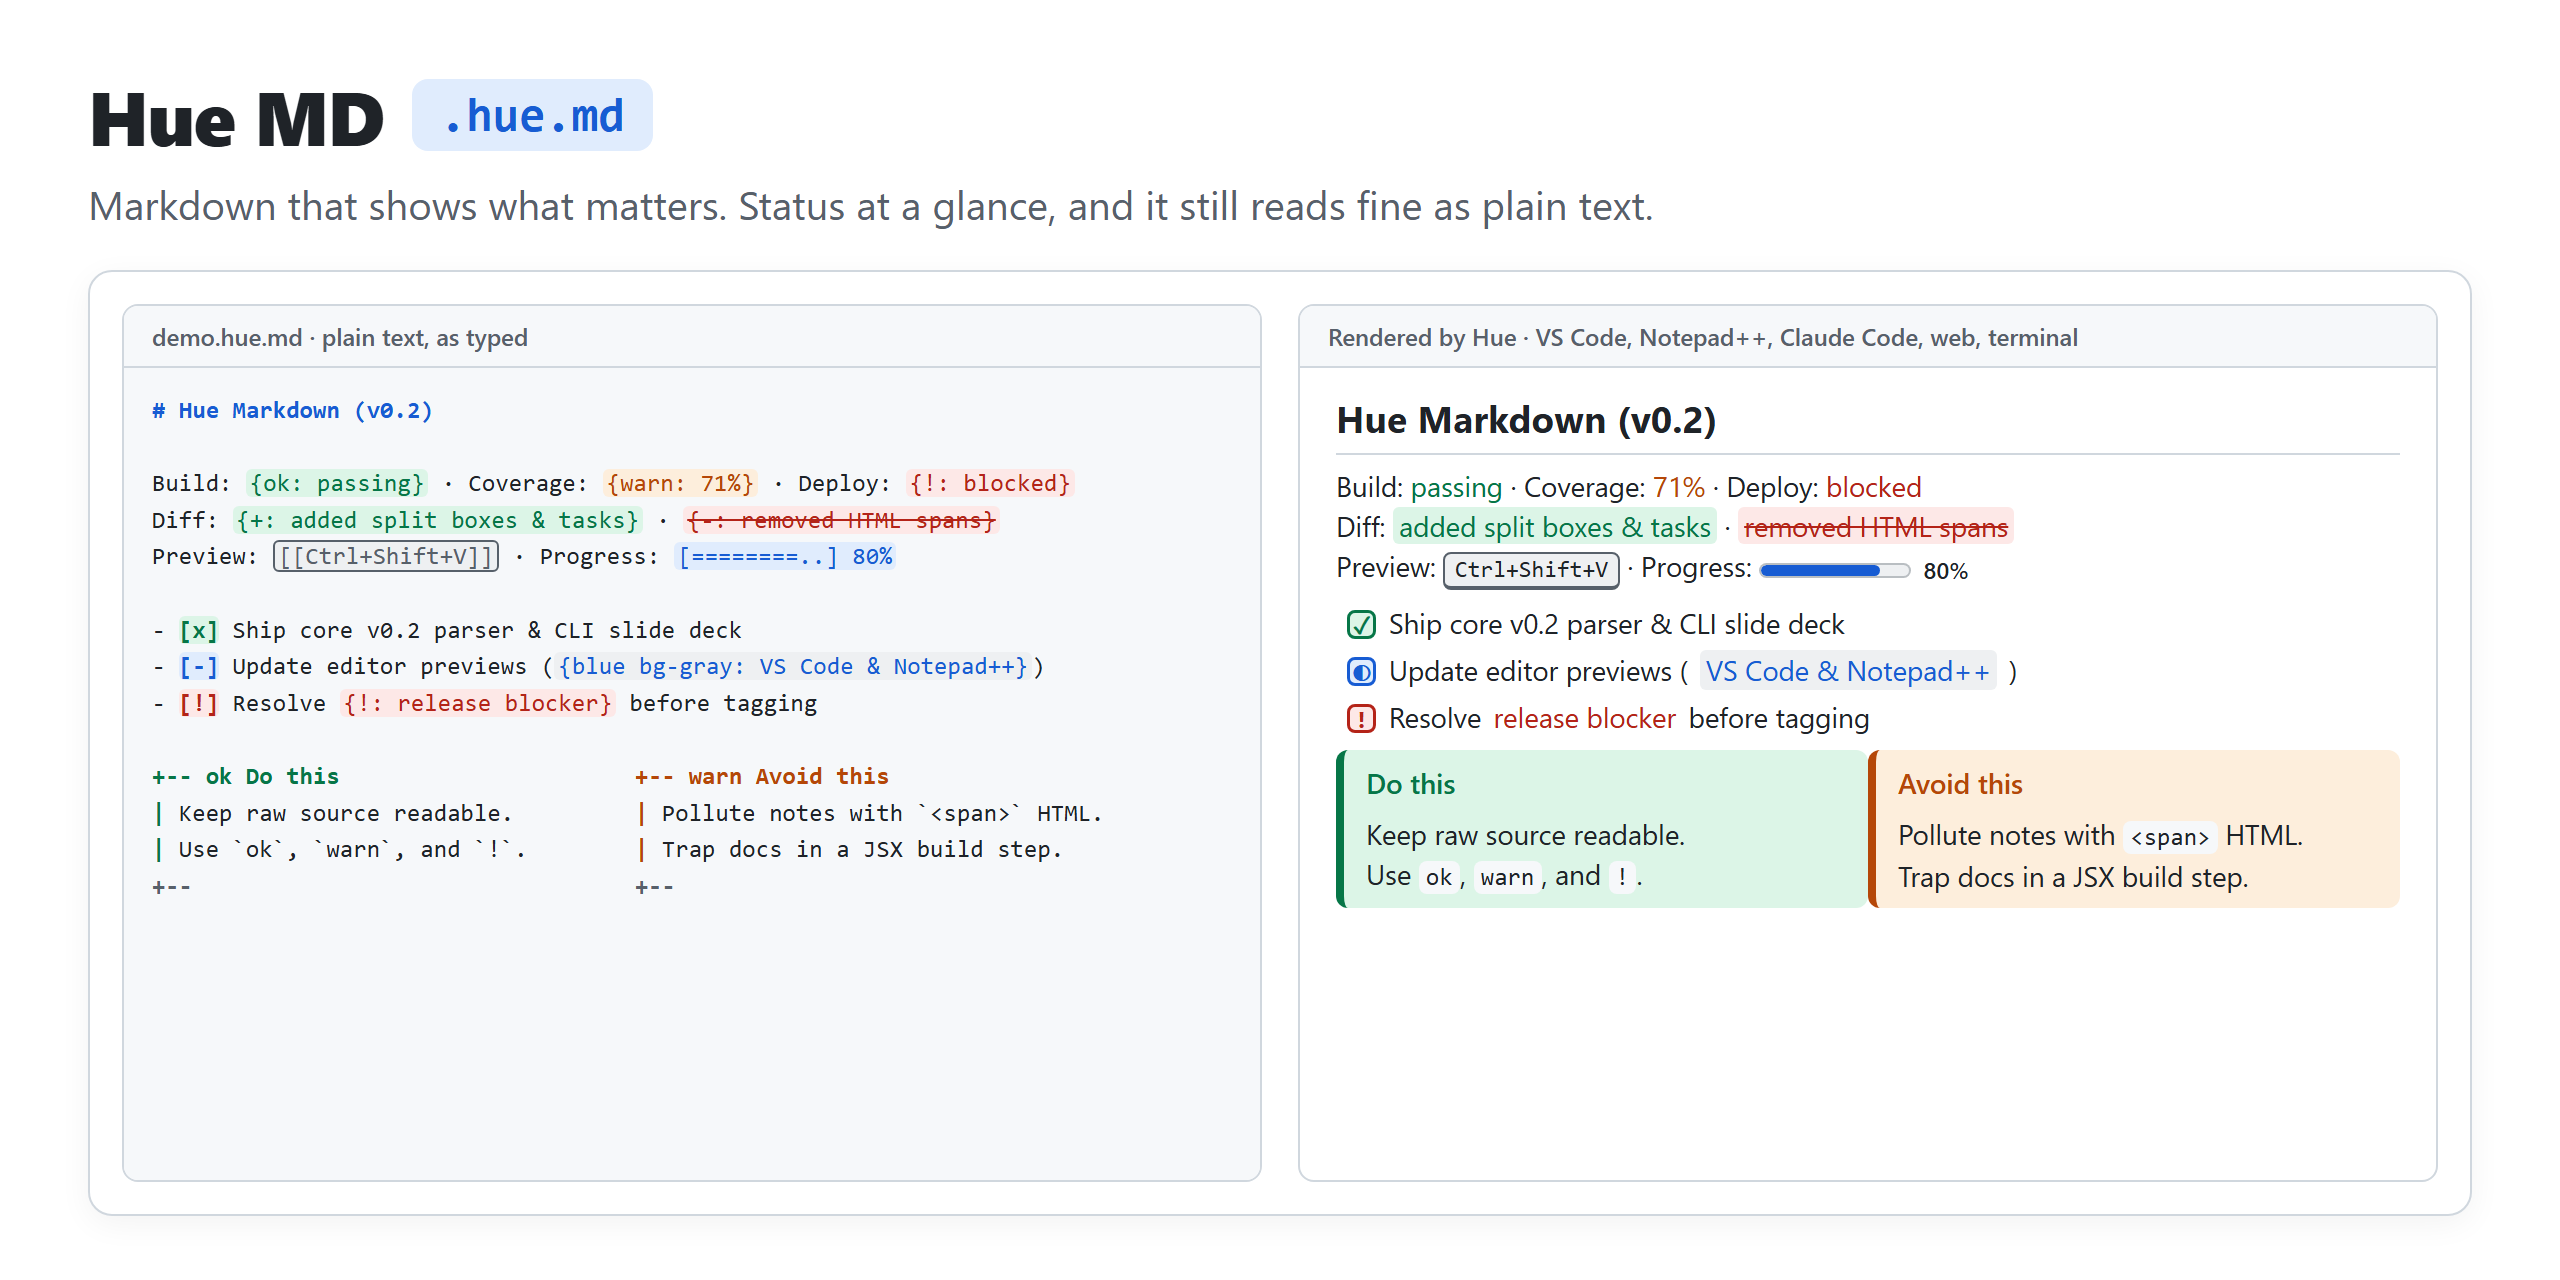 Hue MD .hue.md
Markdown that shows what matters. Status at a glance, and it still reads fine as plain text.
demo.hue.md · plain text, as typed
# Hue Markdown (v0.2)
Build: {ok: passing} · Coverage: {warn: 71%} · Deploy: {!: blocked}
Diff: {+: added split boxes & tasks} · {-: removed HTML spans}
Preview: [[Ctrl+Shift+V]] · Progress: [========..] 80%
- [x] Ship core v0.2 parser & CLI slide deck
- [-] Update editor previews ({blue bg-gray: VS Code & Notepad++})
- [!] Resolve {!: release blocker} before tagging
+-- ok Do this
| Keep raw source readable.
| Use `ok`, `warn`, and `!`.
+--
+-- warn Avoid this
| Pollute notes with `<span>` HTML.
| Trap docs in a JSX build step.
+--
Rendered by Hue · VS Code, Notepad++, Claude Code, web, terminal
Hue Markdown (v0.2)
Build: passing · Coverage: 71% · Deploy: blocked
Diff: added split boxes & tasks · removed HTML spans
Preview: Ctrl+Shift+V · Progress: 80%
Ship core v0.2 parser & CLI slide deck
Update editor previews ( VS Code & Notepad++ )
! Resolve release blocker before tagging
Do this
Keep raw source readable.
Use ok, warn, and !.
Avoid this
Pollute notes with <span> HTML.
Trap docs in a JSX build step.